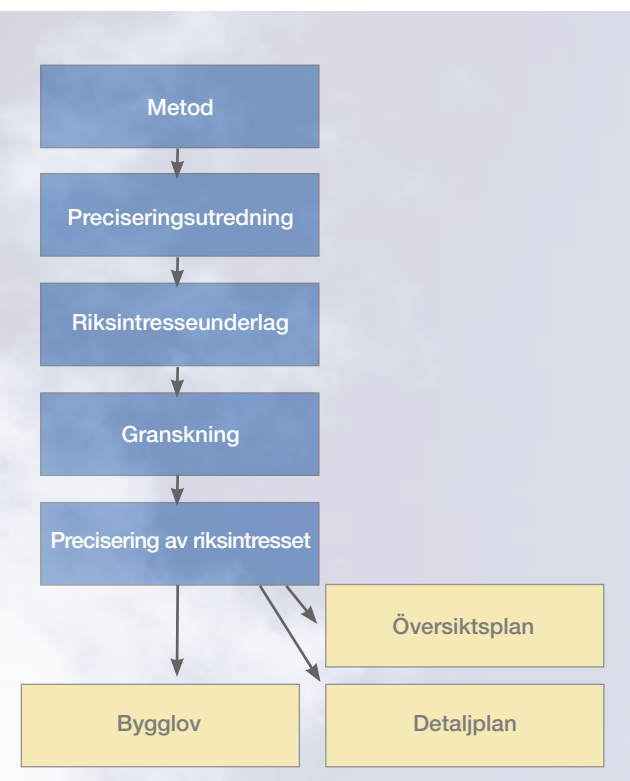 Metod
Preciseringsutredning
Riksintresseunderlag
Granskning
Precisering av riksintresset
Översiktsplan
Bygglov
Detaljplan